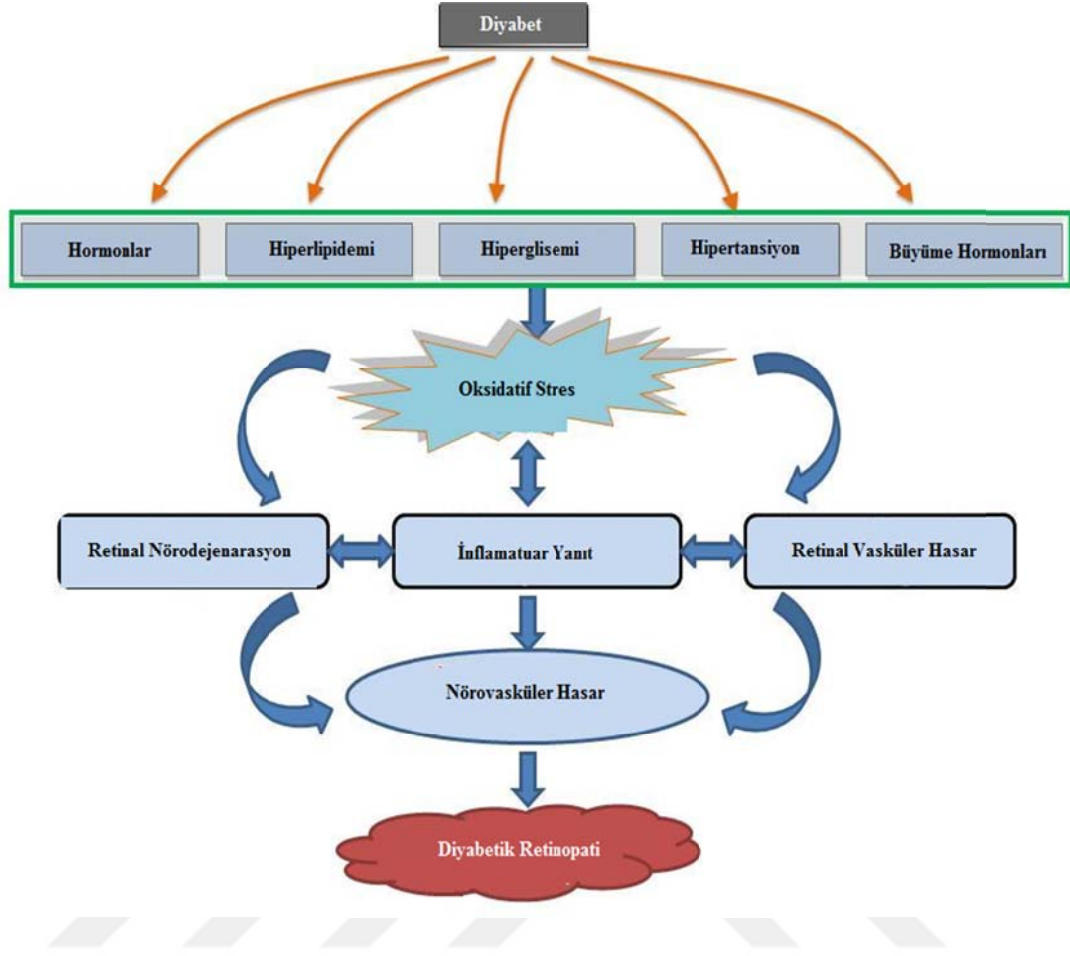 Diyabet
Hormonlar
Hiperlipidemi
Hiperglisemi
Hipertansiyon
Büyüme Hormonları
Oksidatif Stres
Retinal Nörodejenarasyon
İnflamatuar Yanıt
Retinal Vasküler Hasar
Nörovasküler Hasar
Diyabetik Retinopati